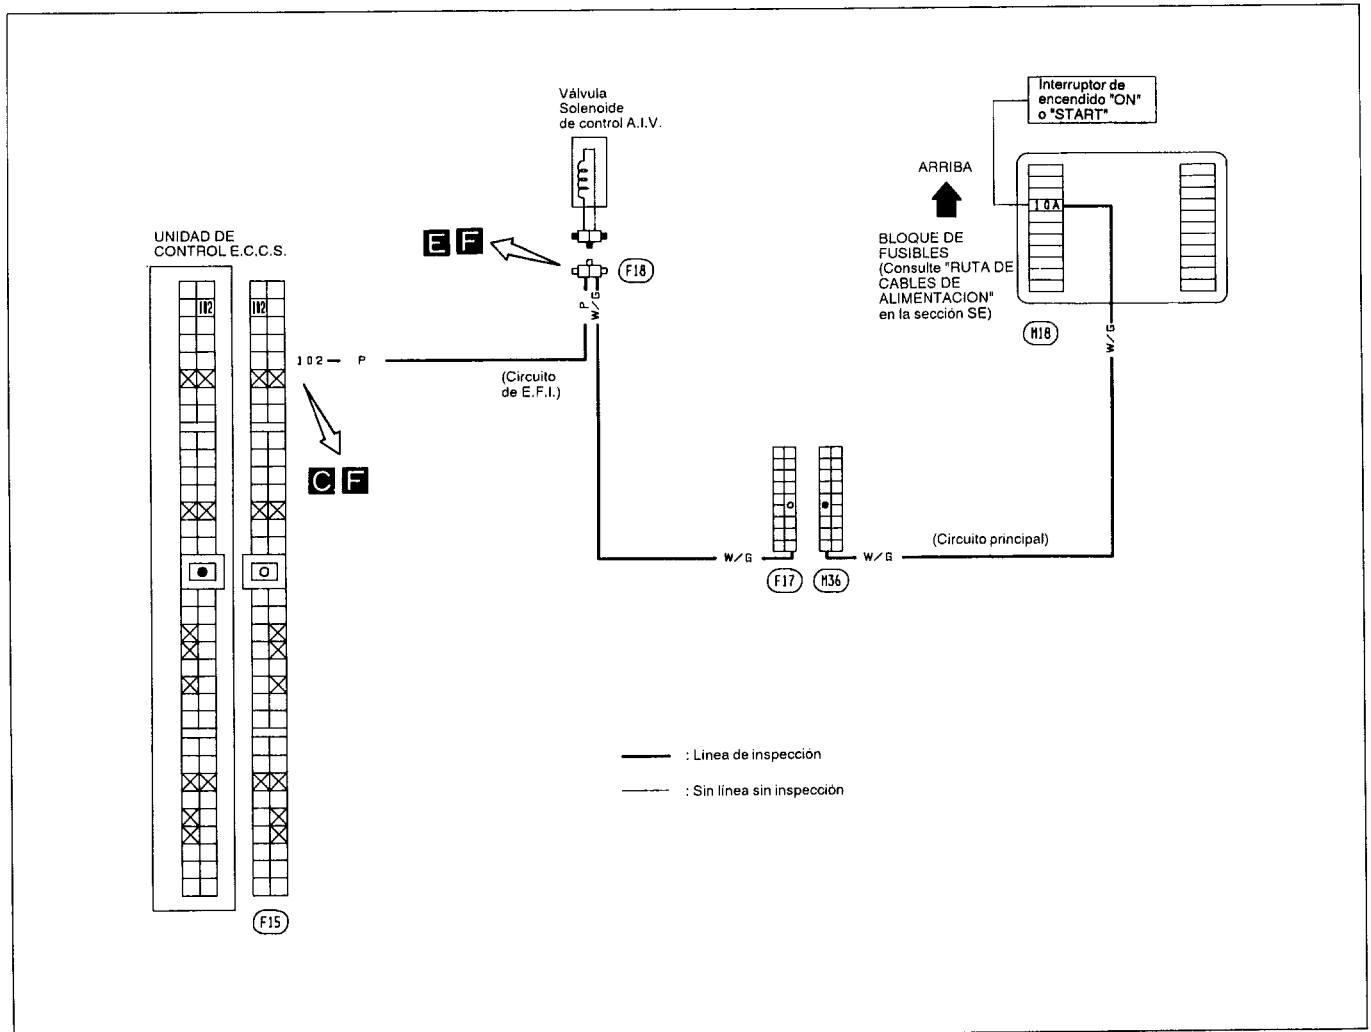 Interruptor de
encendido "ON"
o "START"
Válvula
Solenoide
de control A.I.V.
ARRIBA
10A
UNIDAD DE
CONTROL E.C.C.S.
E F
F18
BLOQUE DE
FUSIBLES
(Consulte "RUTA DE
CABLES DE
ALIMENTACION"
en la sección SE)
102
102
P
W/G
M18
W/G
102
P
(Circuito
de E.F.I.)
C F
(Circuito principal)
W/G
W/G
F17
M36
: Línea de inspección
: Sin línea sin inspección
F15